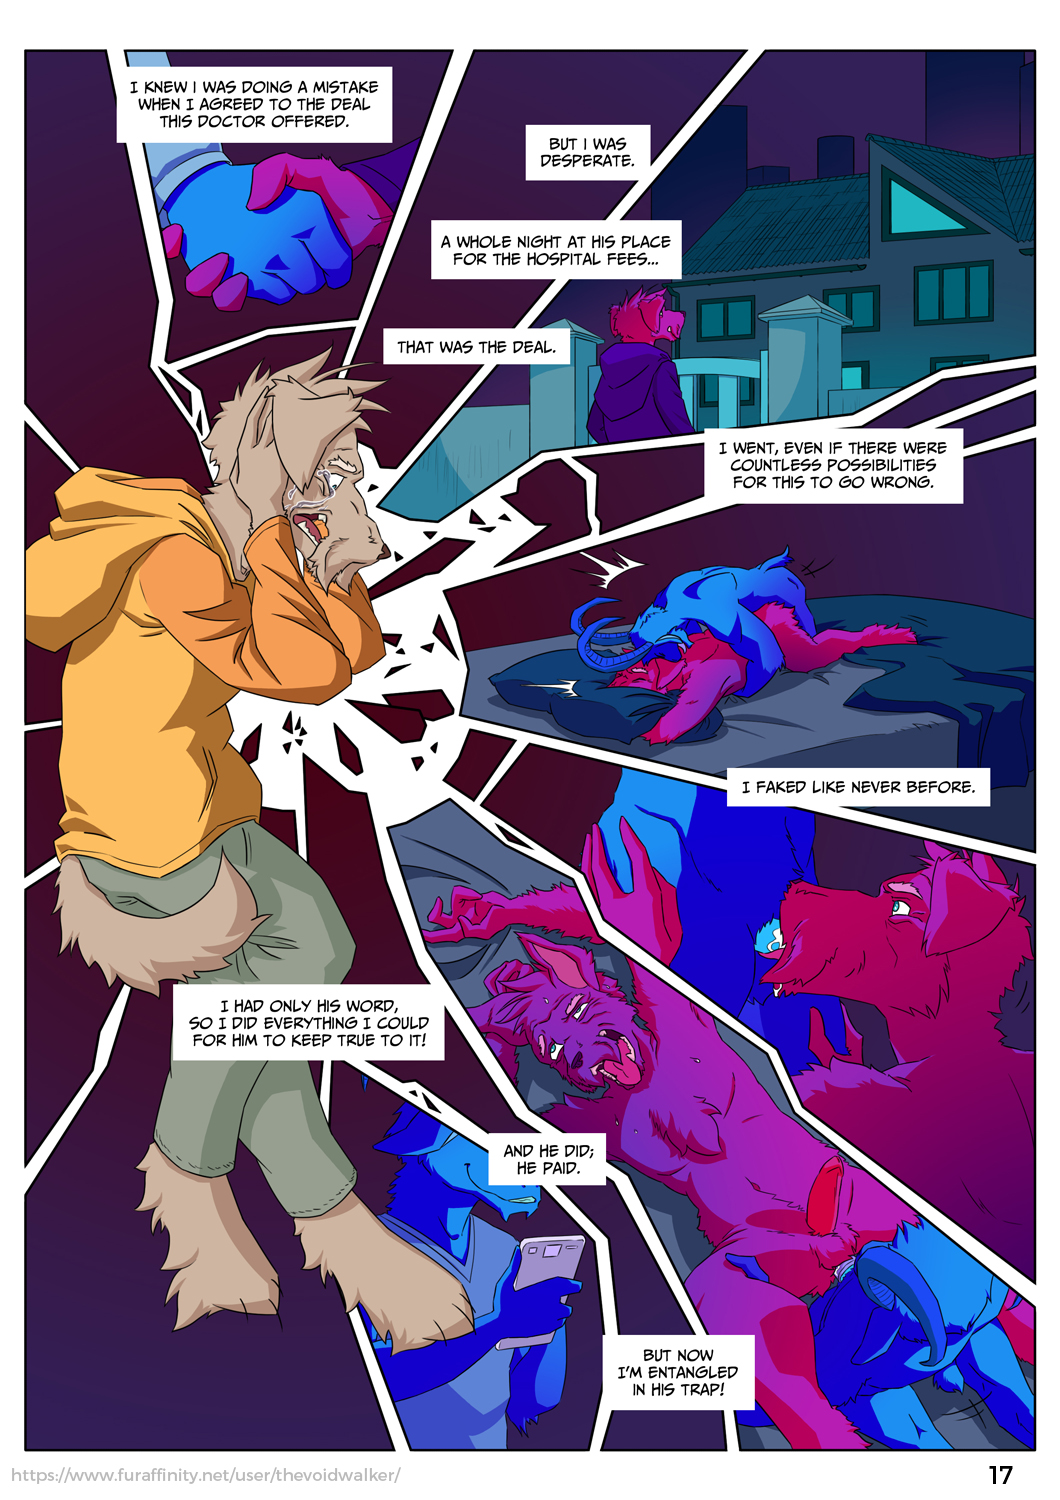 I KNEW I WAS DOING A MISTAKE
WHEN I AGREED TO THE DEAL
THIS DOCTOR OFFERED.
BUT I WAS
DESPERATE.
A WHOLE NIGHT AT HIS PLACE
FOR THE HOSPITAL FEES...
THAT WAS THE DEAL.
I WENT, EVEN IF THERE WERE
COUNTLESS POSSIBILITIES
FOR THIS TO GO WRONG.
I FAKED LIKE NEVER BEFORE.
I HAD ONLY HIS WORD,
SO I DID EVERYTHING I COULD
FOR HIM TO KEEP TRUE TO IT!
AND HE DID;
HE PAID.
BUT NOW
I'M ENTANGLED
IN HIS TRAP!
https://www.furaffinity.net/user/thevoidwalker/
17